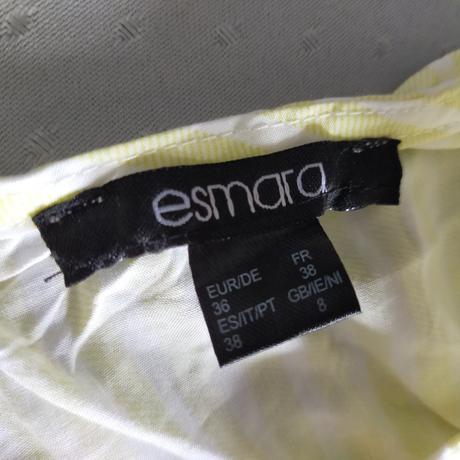 esmara
EUR/DE FR
36 38
ES/IT/PT GB/IE/NI
38 8